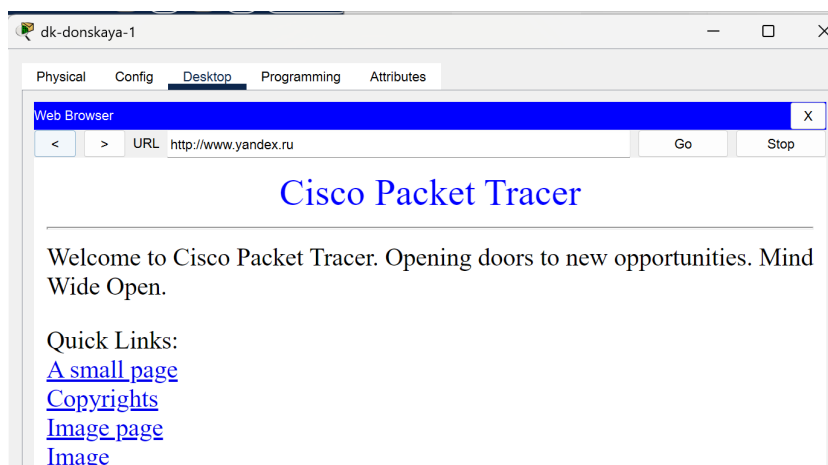 dk-donskaya-1
Physical Config Desktop Programming Attributes
Web Browser X
< > URL http://www.yandex.ru Go Stop
Cisco Packet Tracer
Welcome to Cisco Packet Tracer. Opening doors to new opportunities. Mind
Wide Open.
Quick Links:
A small page
Copyrights
Image page
Image